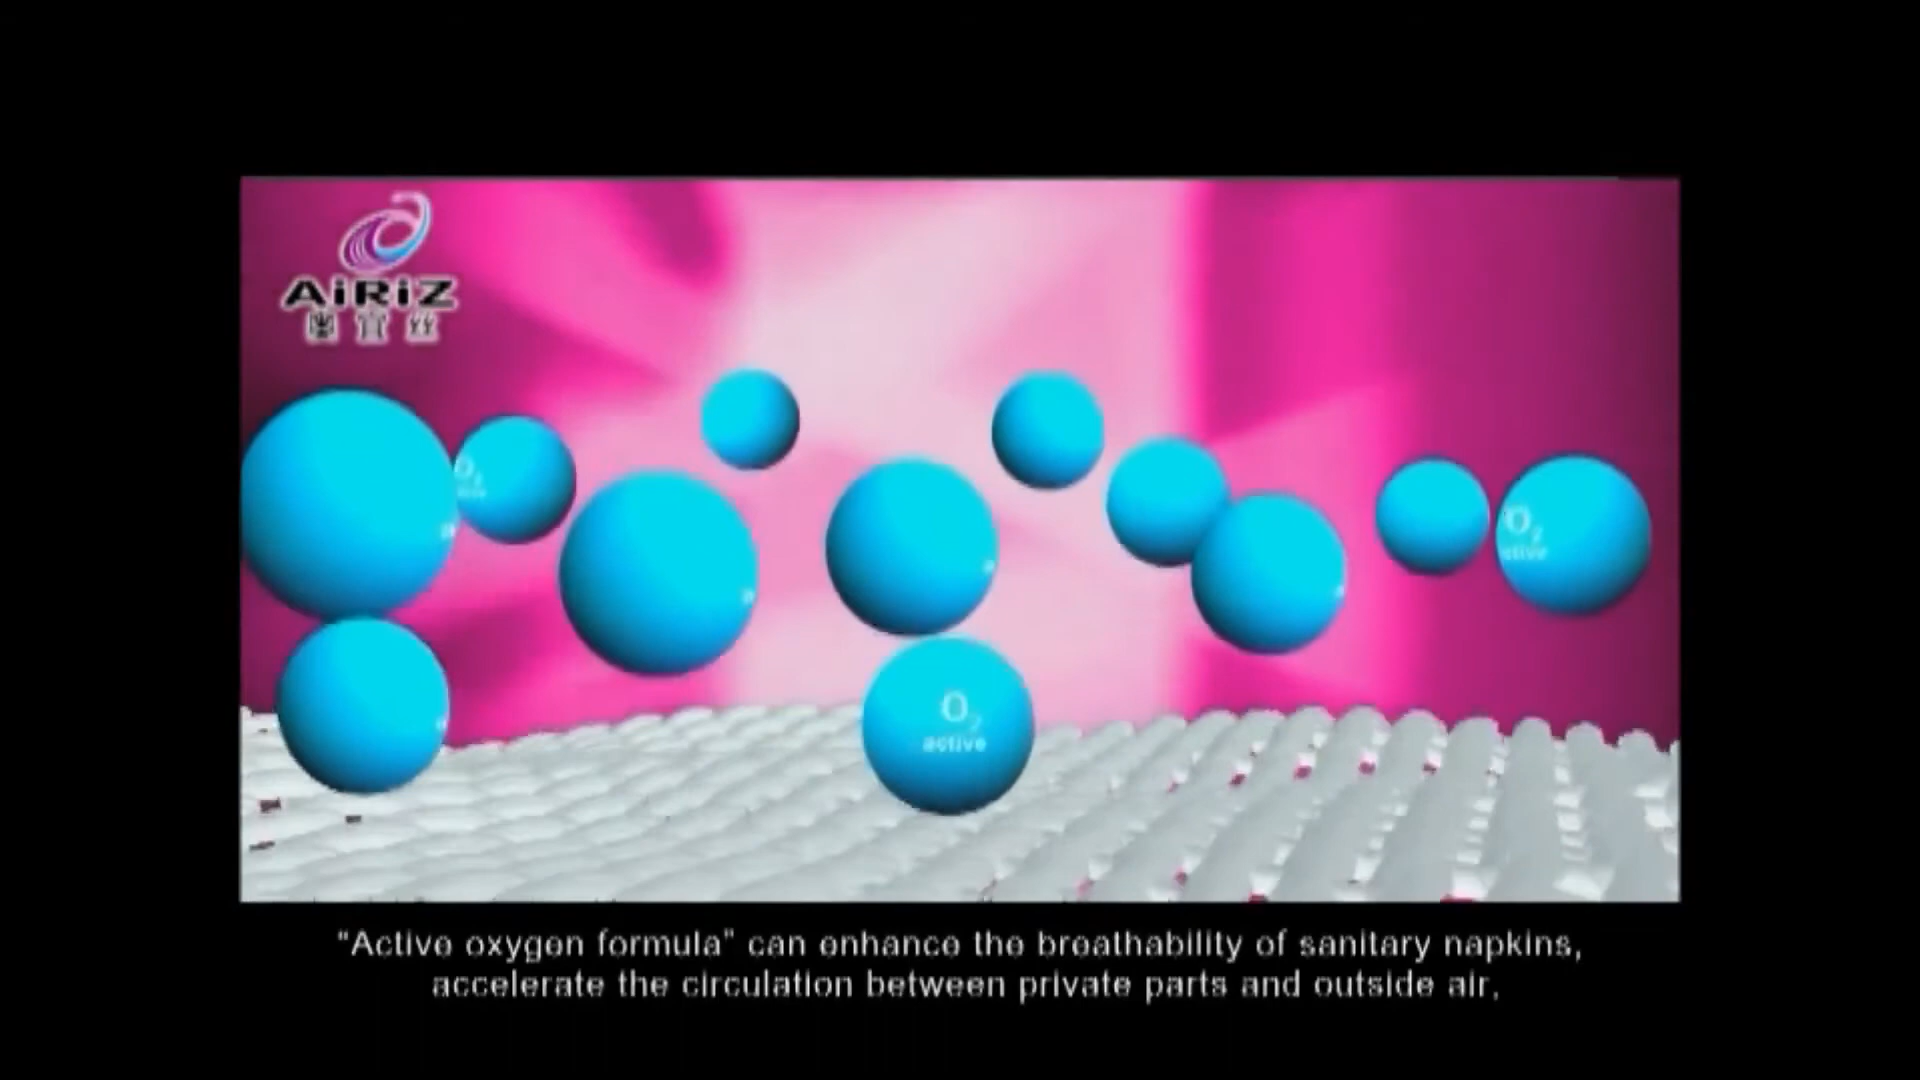 AiRiZ
O2
O2
active
O2
active
"Active oxygen formula" can enhance the breathability of sanitary napkins,
accelerate the circulation between private parts and outside air,